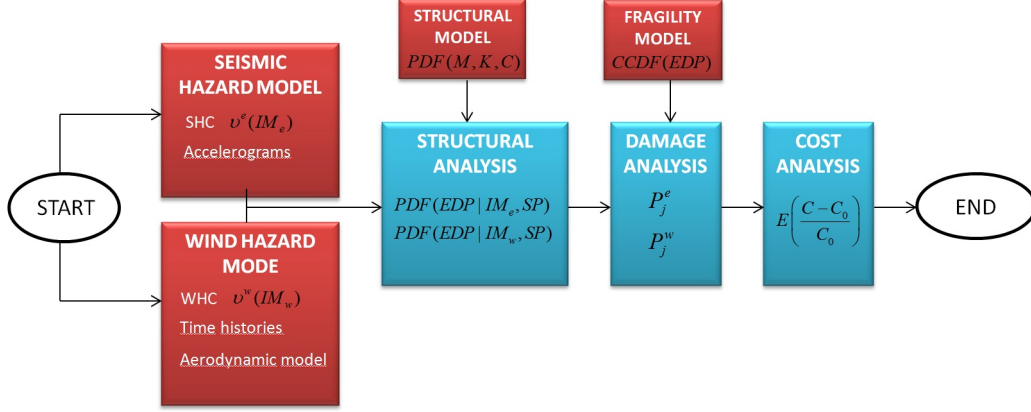 START
SEISMIC
HAZARD MODEL
SHC υ^e(IM_e)
Accelerograms
WIND HAZARD
MODE
WHC υ^w(IM_w)
Time histories
Aerodynamic model
STRUCTURAL
MODEL
PDF(M, K, C)
STRUCTURAL
ANALYSIS
PDF(EDP | IM_e, SP)
PDF(EDP | IM_w, SP)
FRAGILITY
MODEL
CCDF(EDP)
DAMAGE
ANALYSIS
P_j^e
P_j^w
COST
ANALYSIS
E((C − C_0)/C_0)
END